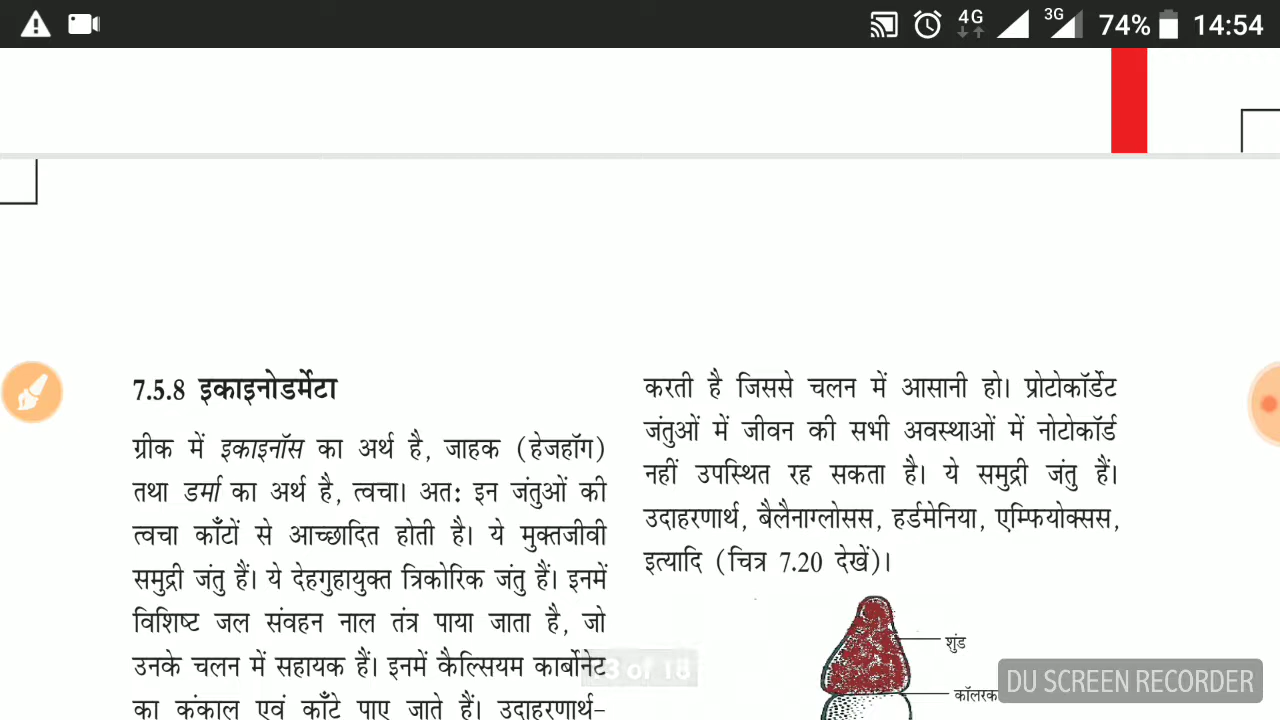 4G
3G
74%
14:54
7.5.8 इकाइनोडर्मेटा
ग्रीक में इकाइनॉस का अर्थ है, जाहक (हेजहॉग)
तथा डर्मा का अर्थ है, त्वचा। अतः इन जंतुओं की
त्वचा काँटों से आच्छादित होती है। ये मुक्तजीवी
समुद्री जंतु हैं। ये देहगुहायुक्त त्रिकोरिक जंतु हैं। इनमें
विशिष्ट जल संवहन नाल तंत्र पाया जाता है, जो
उनके चलन में सहायक हैं। इनमें कैल्सियम कार्बोनेट
का कंकाल एवं काँटे पाए जाते हैं। उदाहरणार्थ–
करती है जिससे चलन में आसानी हो। प्रोटोकॉर्डेट
जंतुओं में जीवन की सभी अवस्थाओं में नोटोकॉर्ड
नहीं उपस्थित रह सकता है। ये समुद्री जंतु हैं।
उदाहरणार्थ, बैलैनाग्लोसस, हर्डमेनिया, एम्फियोक्सस,
इत्यादि (चित्र 7.20 देखें)।
शुंड
कॉलरक
3 of 18
DU SCREEN RECORDER